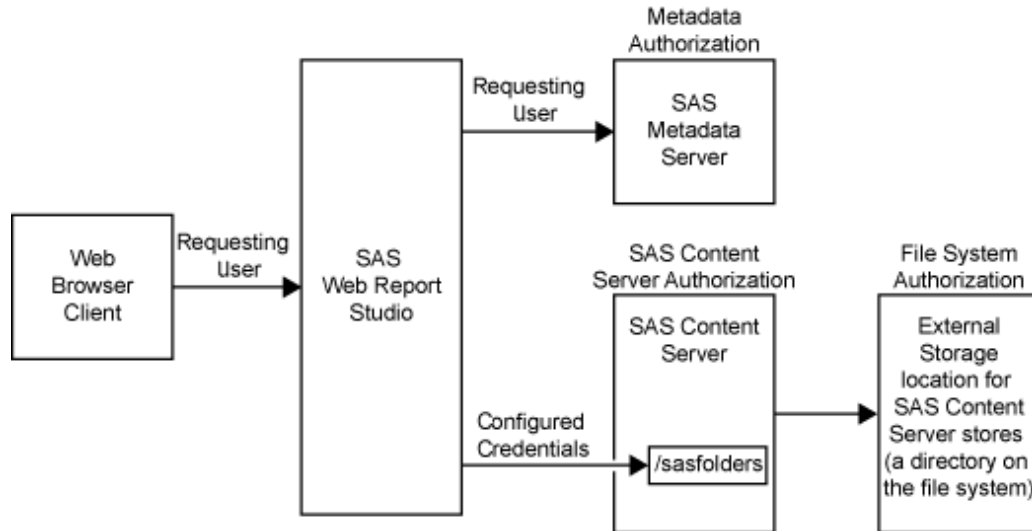 Metadata
Authorization
Requesting
User
SAS
Metadata
Server
Web
Browser
Client
Requesting
User
SAS
Web Report
Studio
SAS Content
Server Authorization
SAS Content
Server
File System
Authorization
External
Storage
location for
SAS Content
Server stores
(a directory on
the file system)
Configured
Credentials
/sasfolders